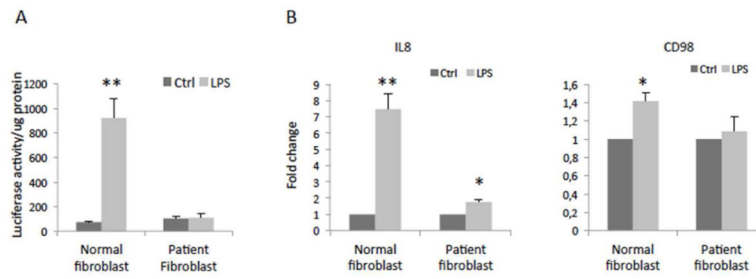 A
Luciferase activity/ug protein
1200
1000
800
600
400
200
0
Ctrl LPS
**
Normal fibroblast
Patient Fibroblast
B
IL8
Fold change
9
8
7
6
5
4
3
2
1
0
Ctrl LPS
**
*
Normal fibroblast
Patient fibroblast
CD98
1,6
1,4
1,2
1
0,8
0,6
0,4
0,2
0
Ctrl LPS
*
Normal fibroblast
Patient fibroblast